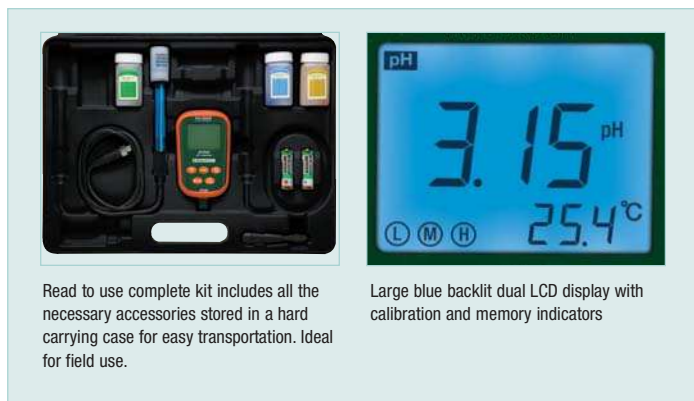 pH
3.15 pH
25.4 °C
L M H
Read to use complete kit includes all the
necessary accessories stored in a hard
carrying case for easy transportation. Ideal
for field use.
Large blue backlit dual LCD display with
calibration and memory indicators